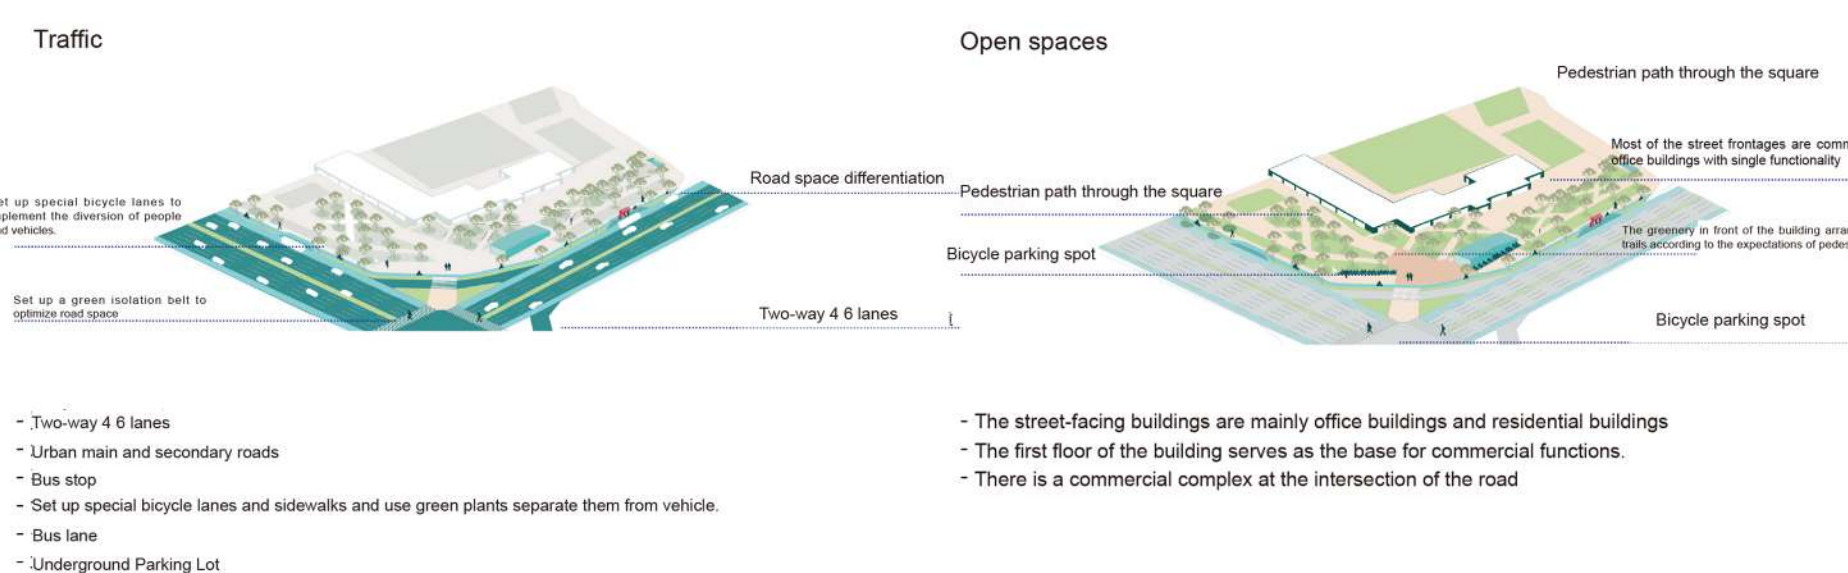 Traffic
Road space differentiation
up special bicycle lanes to
the diversion of people
vehicles.
Set up a green isolation belt to
optimize road space
Two-way 4 6 lanes
- Two-way 4 6 lanes
- Urban main and secondary roads
- Bus stop
- Set up special bicycle lanes and sidewalks and use green plants separate them from vehicle.
- Bus lane
- Underground Parking Lot
Open spaces
Pedestrian path through the square
Most of the street frontages are
office buildings with single functionality
Pedestrian path through the square
The greenery in front of the building
trails according to the expectations of
Bicycle parking spot
Bicycle parking spot
- The street-facing buildings are mainly office buildings and residential buildings
- The first floor of the building serves as the base for commercial functions.
- There is a commercial complex at the intersection of the road